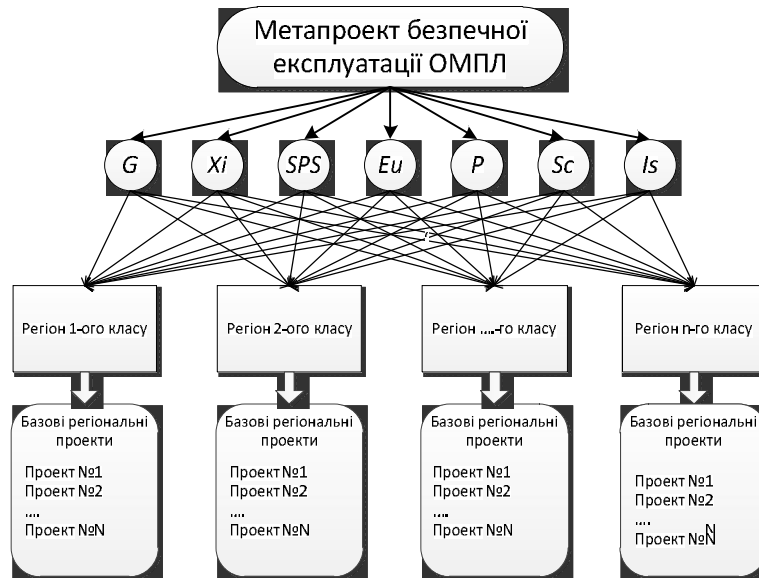 Метапроект безпечної
експлуатації ОМПЛ
G Xi SPS Eu P Sc Is
Регіон 1-ого класу
Регіон 2-ого класу
Регіон ....-го класу
Регіон n-го класу
Базові регіональні
проекти
Проект №1
Проект №2
....
Проект №N
Базові регіональні
проекти
Проект №1
Проект №2
....
Проект №N
Базові регіональні
проекти
Проект №1
Проект №2
....
Проект №N
Базові регіональні
проекти
Проект №1
Проект №2
....
Проект №N